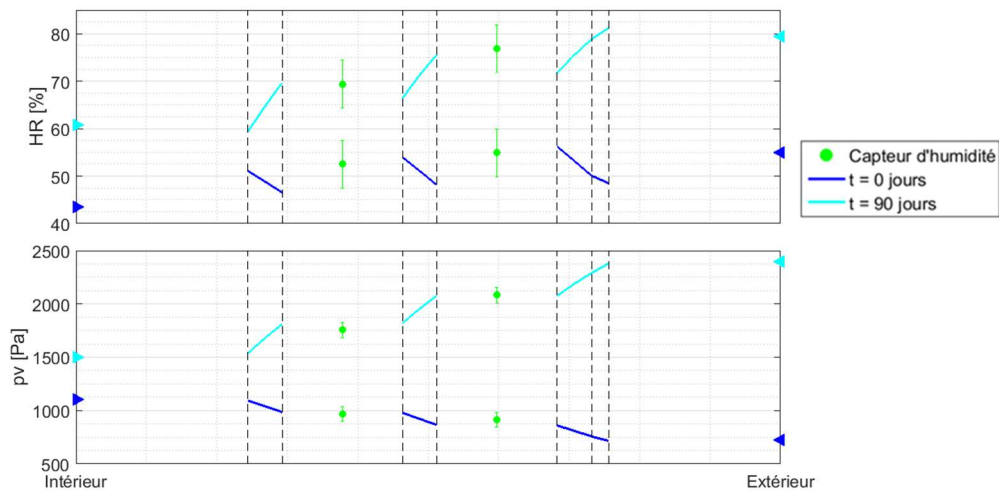 80
70
60
50
40
HR [%]
Capteur d'humidité
t = 0 jours
t = 90 jours
2500
2000
1500
1000
500
pv [Pa]
Intérieur
Extérieur